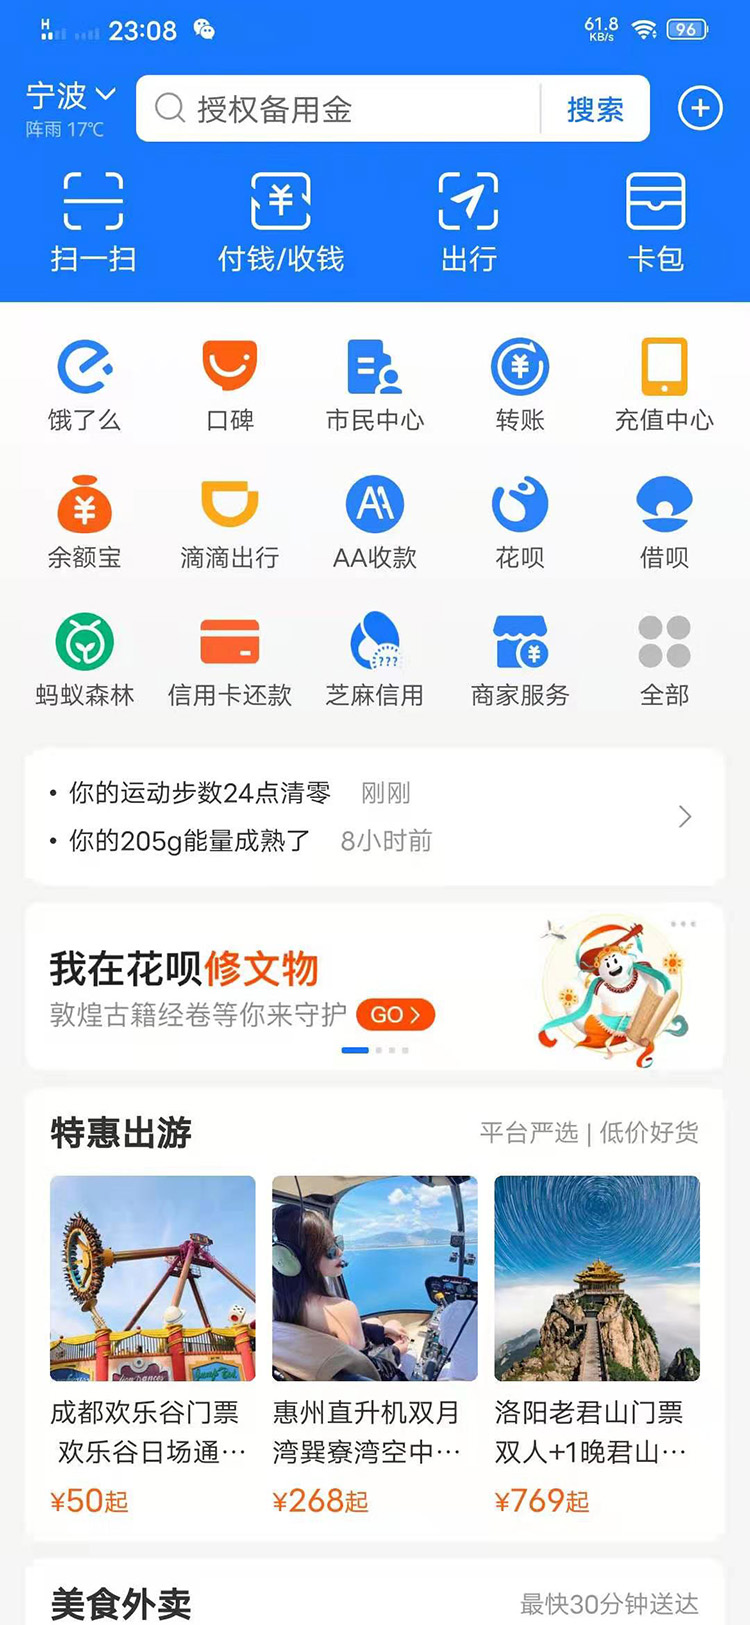 H 23:08 61.8 KB/s 96
宁波
阵雨 17℃
授权备用金 搜索
扫一扫 付钱/收钱 出行 卡包
饿了么 口碑 市民中心 转账 充值中心
余额宝 滴滴出行 AA收款 花呗 借呗
???
蚂蚁森林 信用卡还款 芝麻信用 商家服务 全部
· 你的运动步数24点清零 刚刚
· 你的205g能量成熟了 8小时前
我在花呗修文物
敦煌古籍经卷等你来守护 GO >
特惠出游 平台严选 | 低价好货
成都欢乐谷门票 惠州直升机双月 洛阳老君山门票
欢乐谷日场通… 湾巽寮湾空中… 双人+1晚君山…
¥50起 ¥268起 ¥769起
美食外卖 最快30分钟送达